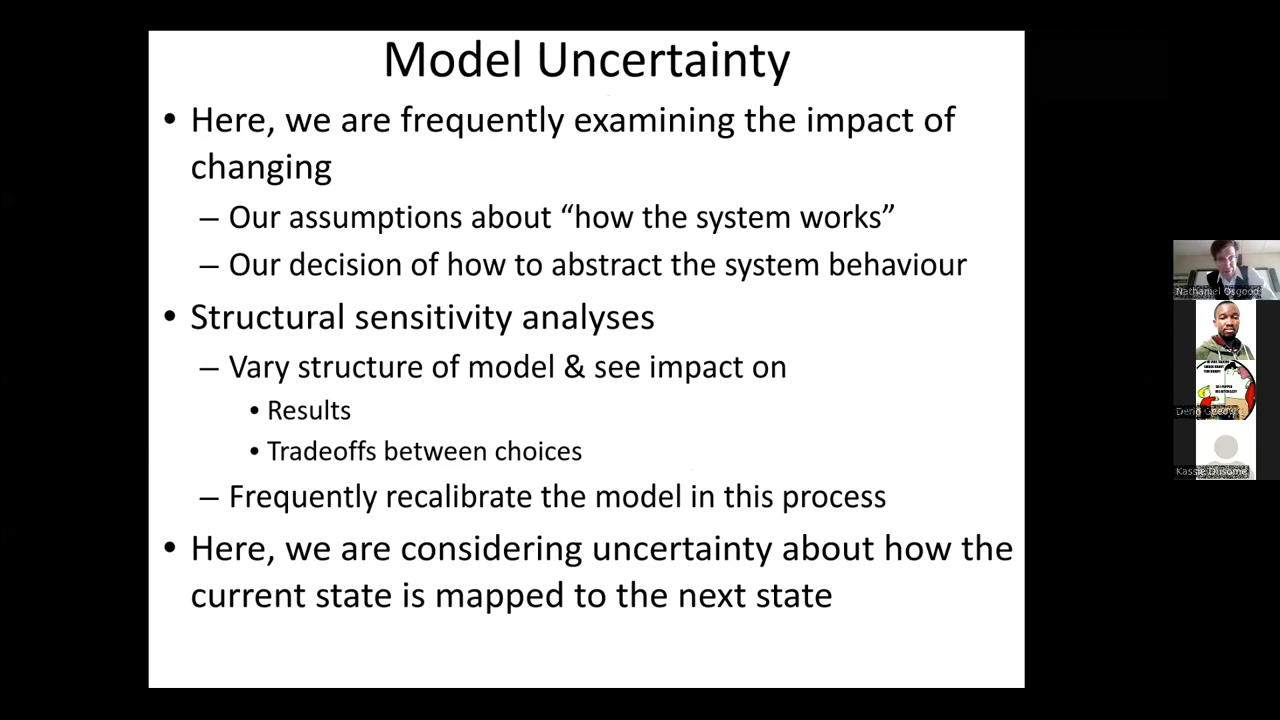 Model Uncertainty
• Here, we are frequently examining the impact of
changing
– Our assumptions about “how the system works”
– Our decision of how to abstract the system behaviour
• Structural sensitivity analyses
– Vary structure of model & see impact on
• Results
• Tradeoffs between choices
– Frequently recalibrate the model in this process
• Here, we are considering uncertainty about how the
current state is mapped to the next state
Nathaniel Osgood
Kassie